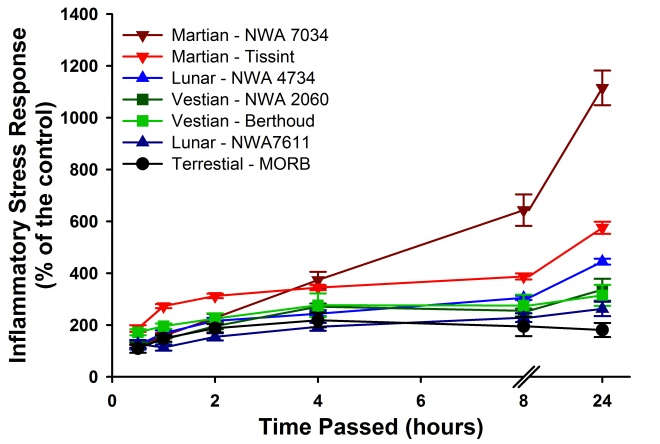 Inflammatory Stress Response
(% of the control)
1400
1200
1000
800
600
400
200
0
Martian - NWA 7034
Martian - Tissint
Lunar - NWA 4734
Vestian - NWA 2060
Vestian - Berthoud
Lunar - NWA7611
Terrestial - MORB
0 2 4 6 8 24
Time Passed (hours)